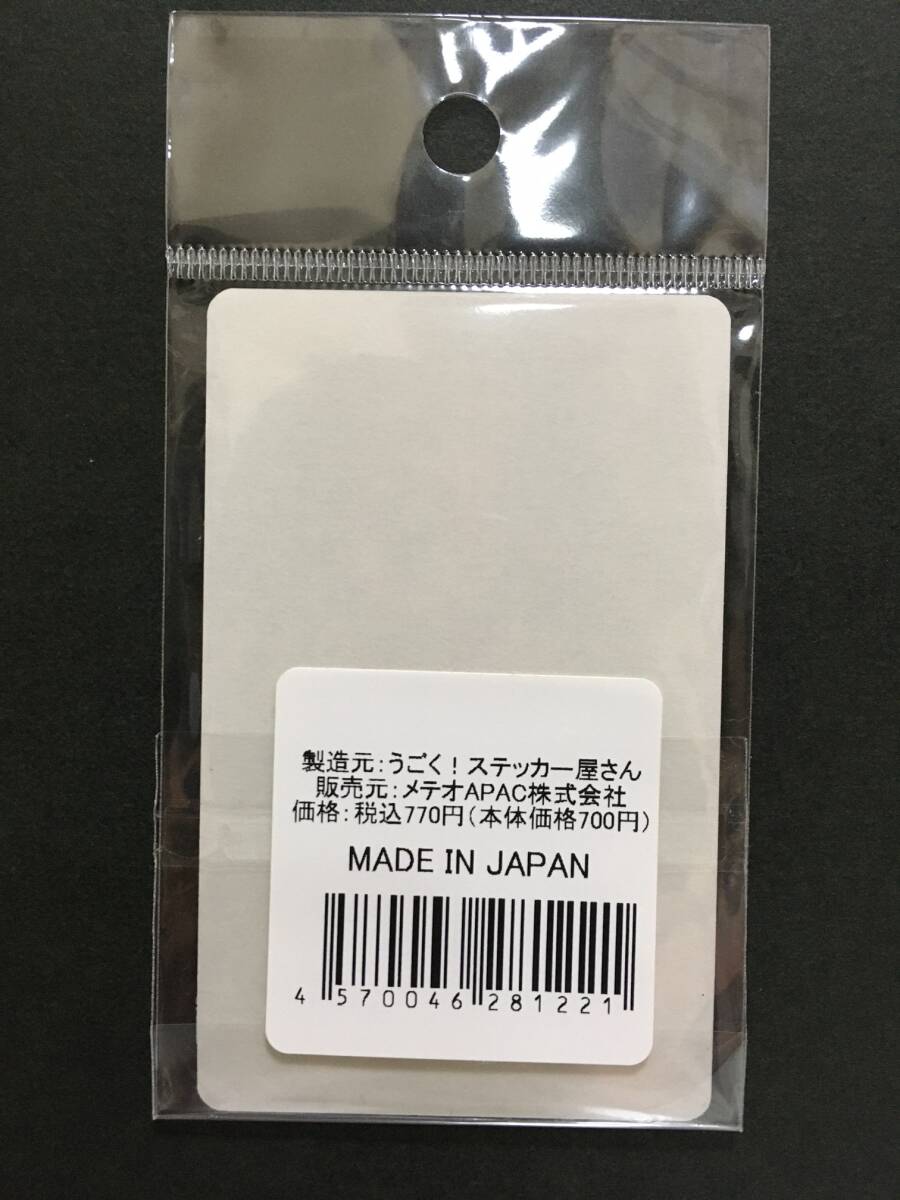 製造元：うごく！ステッカー屋さん
販売元：メテオAPAC株式会社
価格：税込770円（本体価格700円）
MADE IN JAPAN
4 570046 281221